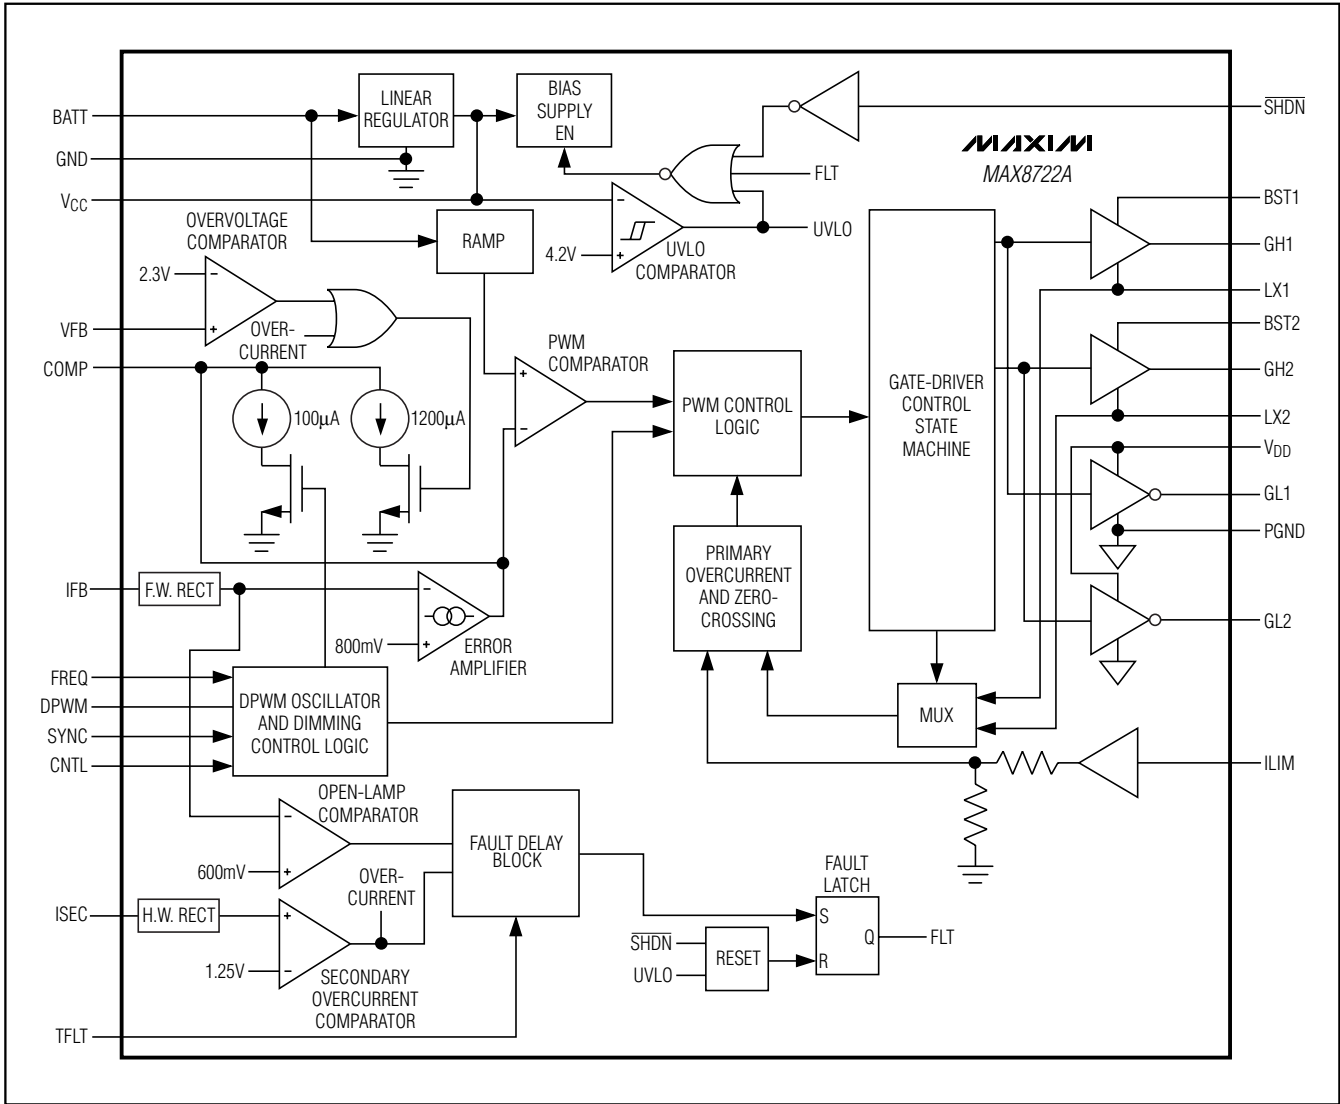 BATT
GND
VCC
VFB
COMP
IFB
FREQ
DPWM
SYNC
CNTL
ISEC
TFLT
LINEAR
REGULATOR
BIAS
SUPPLY
EN
SHDN
MAXIM
MAX8722A
FLT
UVLO
OVERVOLTAGE
COMPARATOR
RAMP
4.2V
−
+
UVLO
COMPARATOR
2.3V
−
+
OVER-
CURRENT
PWM
COMPARATOR
+
−
100μA
1200μA
PWM CONTROL
LOGIC
GATE-DRIVER
CONTROL
STATE
MACHINE
BST1
GH1
LX1
BST2
GH2
LX2
VDD
GL1
PGND
GL2
ILIM
PRIMARY
OVERCURRENT
AND ZERO-
CROSSING
F.W. RECT
−
+
800mV
ERROR
AMPLIFIER
DPWM OSCILLATOR
AND DIMMING
CONTROL LOGIC
MUX
OPEN-LAMP
COMPARATOR
−
+
600mV
FAULT DELAY
BLOCK
OVER-
CURRENT
H.W. RECT
+
−
1.25V
SECONDARY
OVERCURRENT
COMPARATOR
FAULT
LATCH
S
R
Q
FLT
SHDN
UVLO
RESET